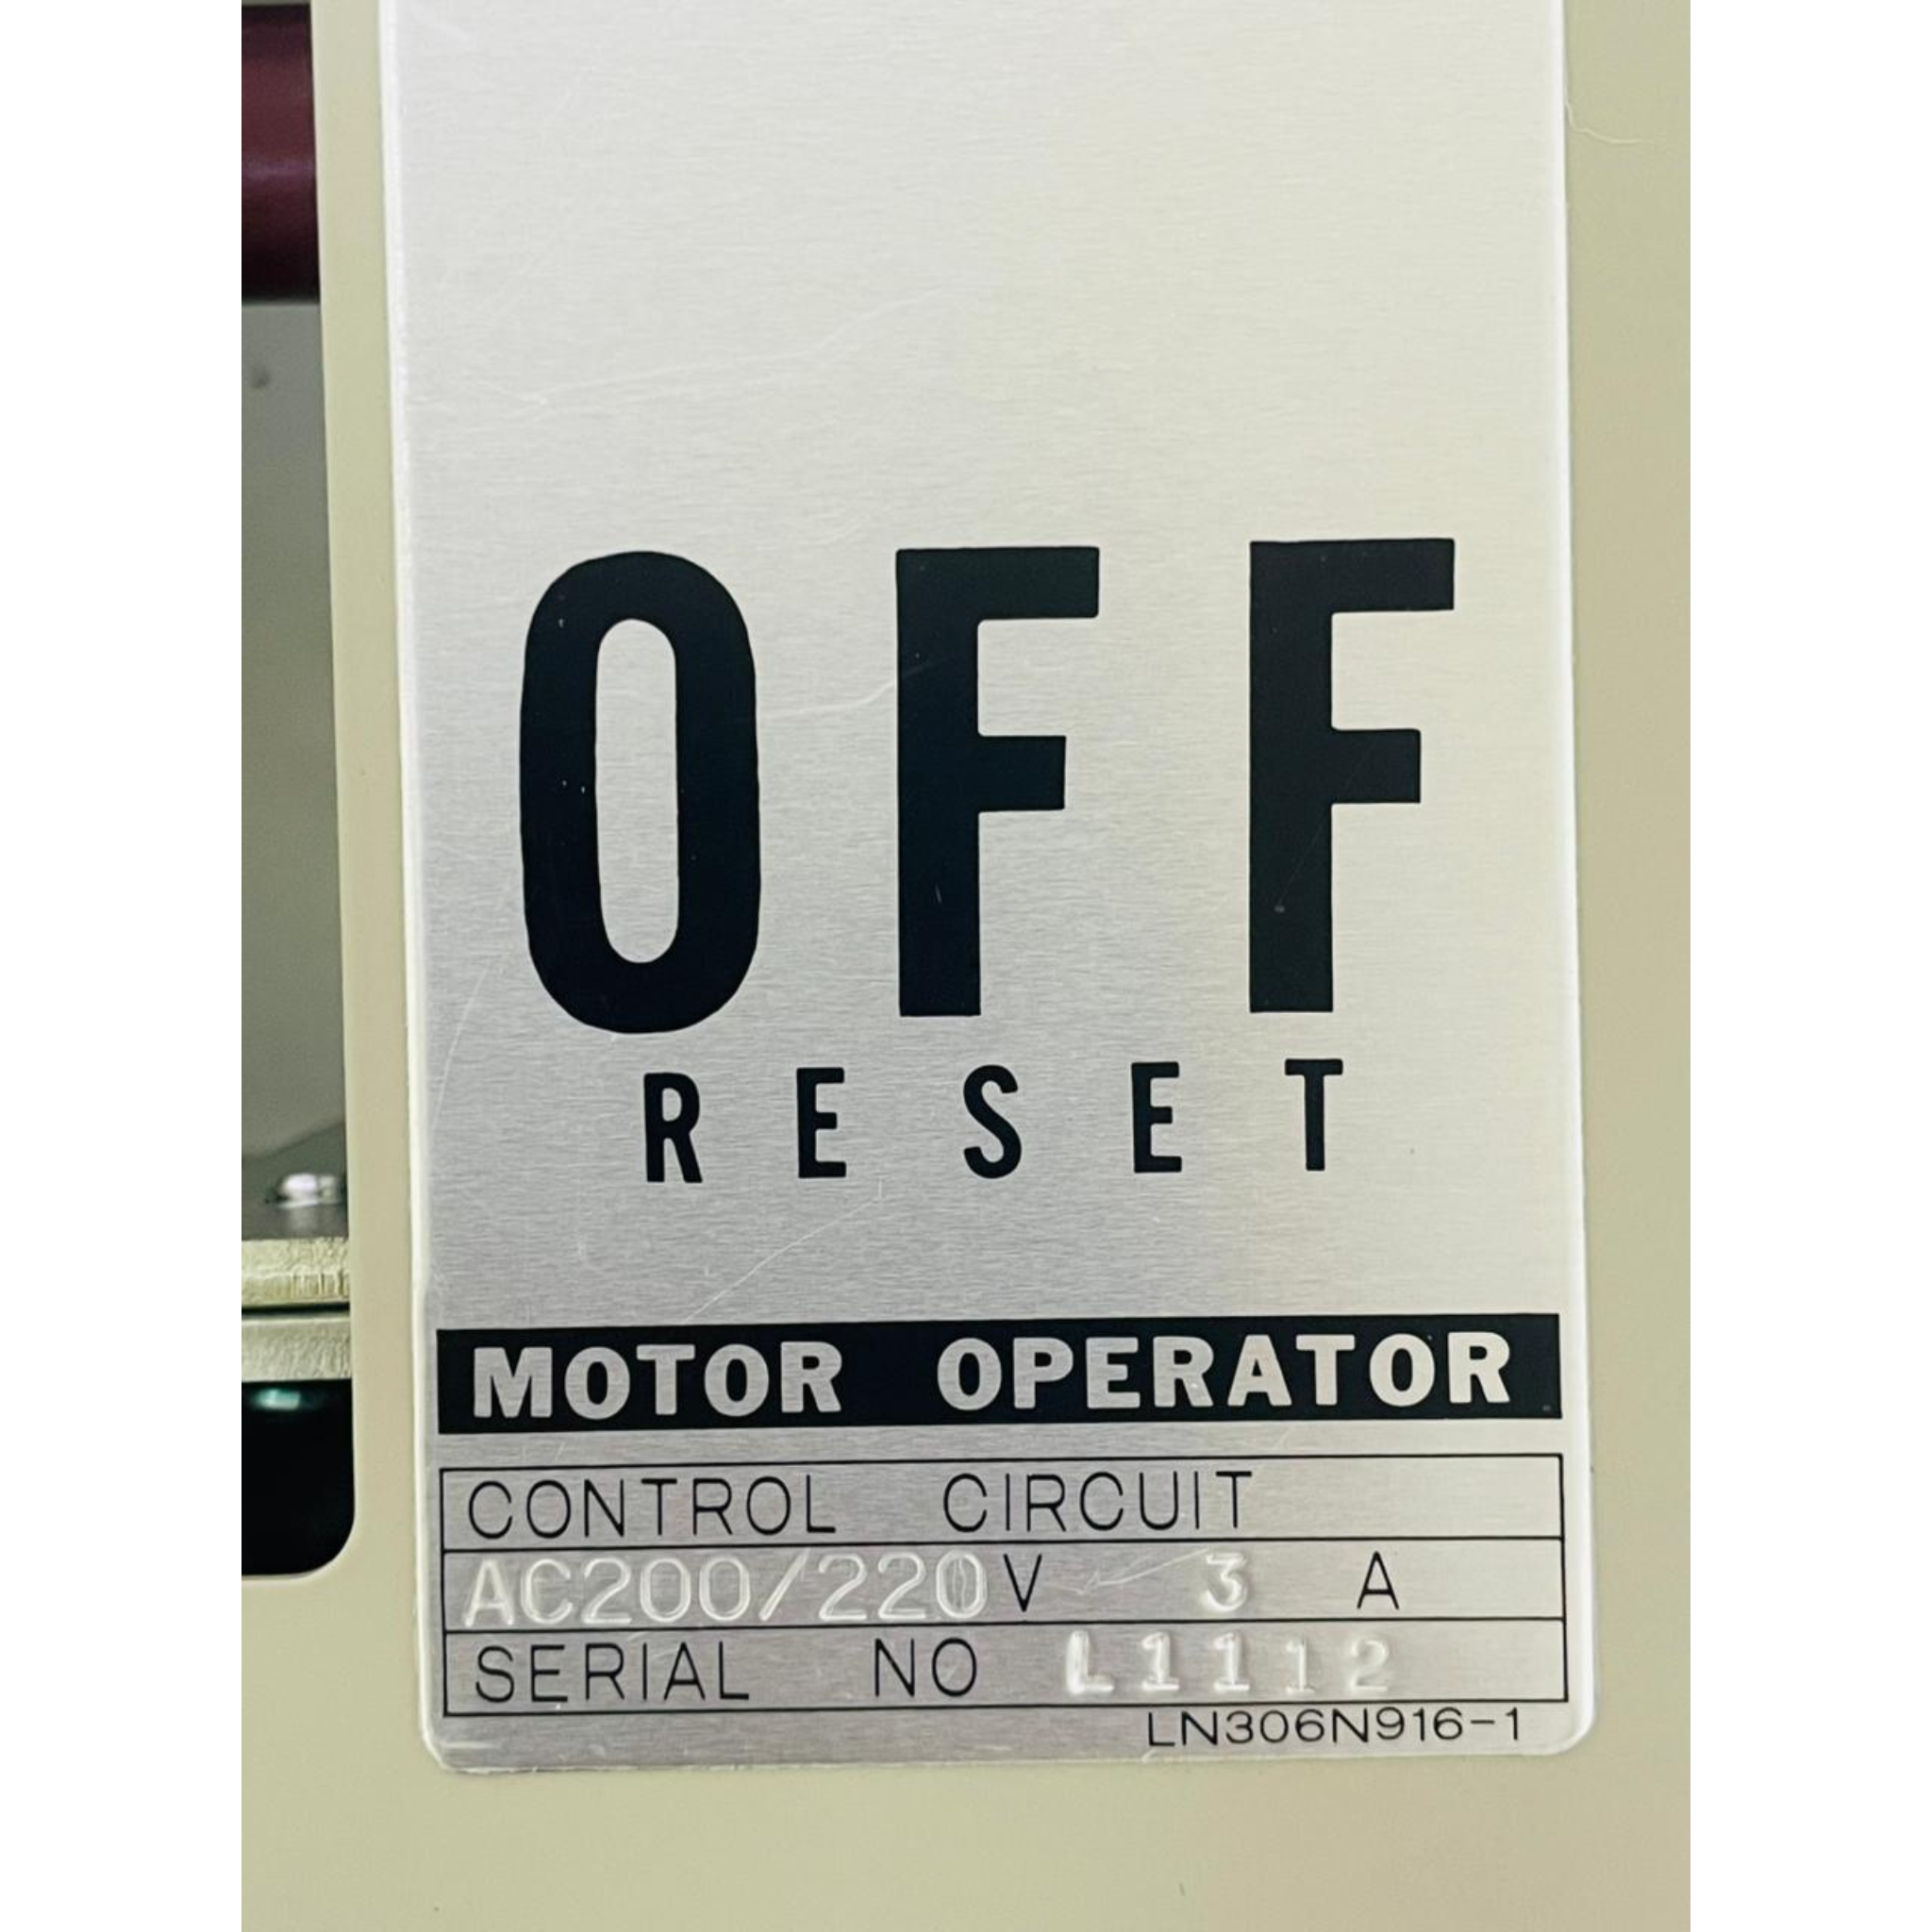 OFF
RESET
MOTOR OPERATOR
CONTROL CIRCUIT
AC200/220V 3 A
SERIAL NO L1112
LN306N916-1